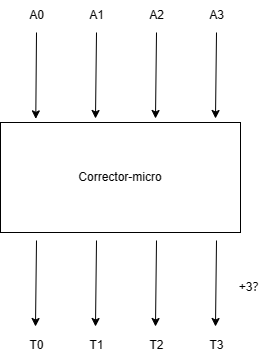 A0 A1 A2 A3
Corrector-micro
+3?
T0 T1 T2 T3